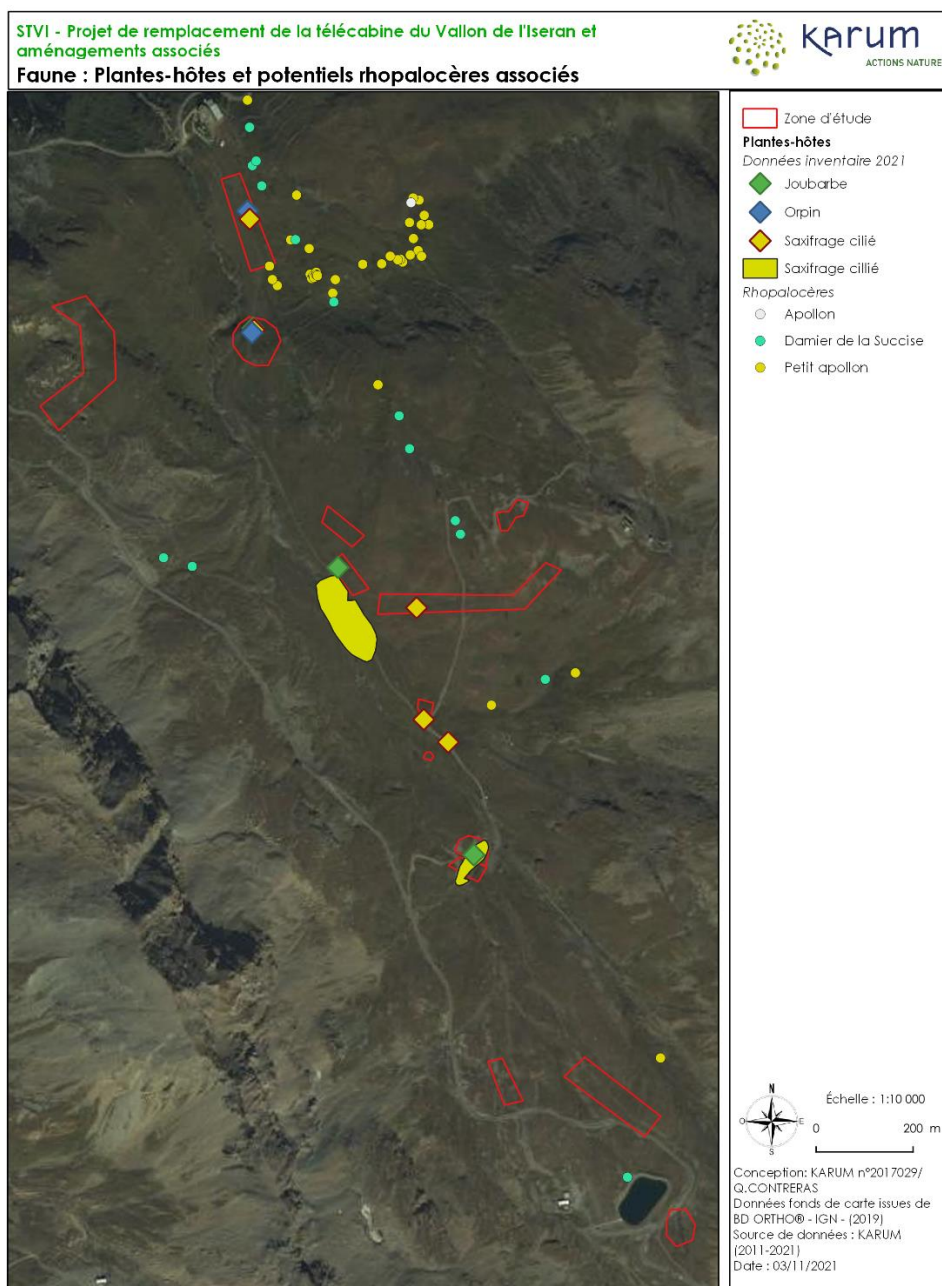 STVI - Projet de remplacement de la télécabine du Vallon de l'Iseran et
aménagements associés
Faune : Plantes-hôtes et potentiels rhopalocères associés
KARUM
ACTIONS NATURE
Zone d'étude
Plantes-hôtes
Données inventaire 2021
Joubarbe
Orpin
Saxifrage cilié
Saxifrage cillié
Rhopalocères
Apollon
Damier de la Succise
Petit apollon
N
O
E
S
Échelle : 1:10 000
0 200 m
Conception: KARUM n°2017029/
Q.CONTRERAS
Données fonds de carte issues de
BD ORTHO® - IGN - (2019)
Source de données : KARUM
(2011-2021)
Date : 03/11/2021